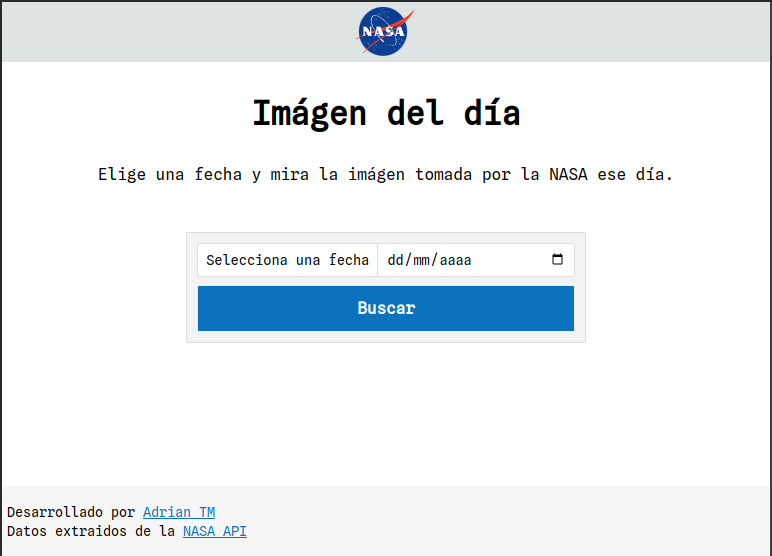 NASA
Imágen del día
Elige una fecha y mira la imágen tomada por la NASA ese día.
Selecciona una fecha dd/mm/aaaa
Buscar
Desarrollado por Adrian TM
Datos extraidos de la NASA API